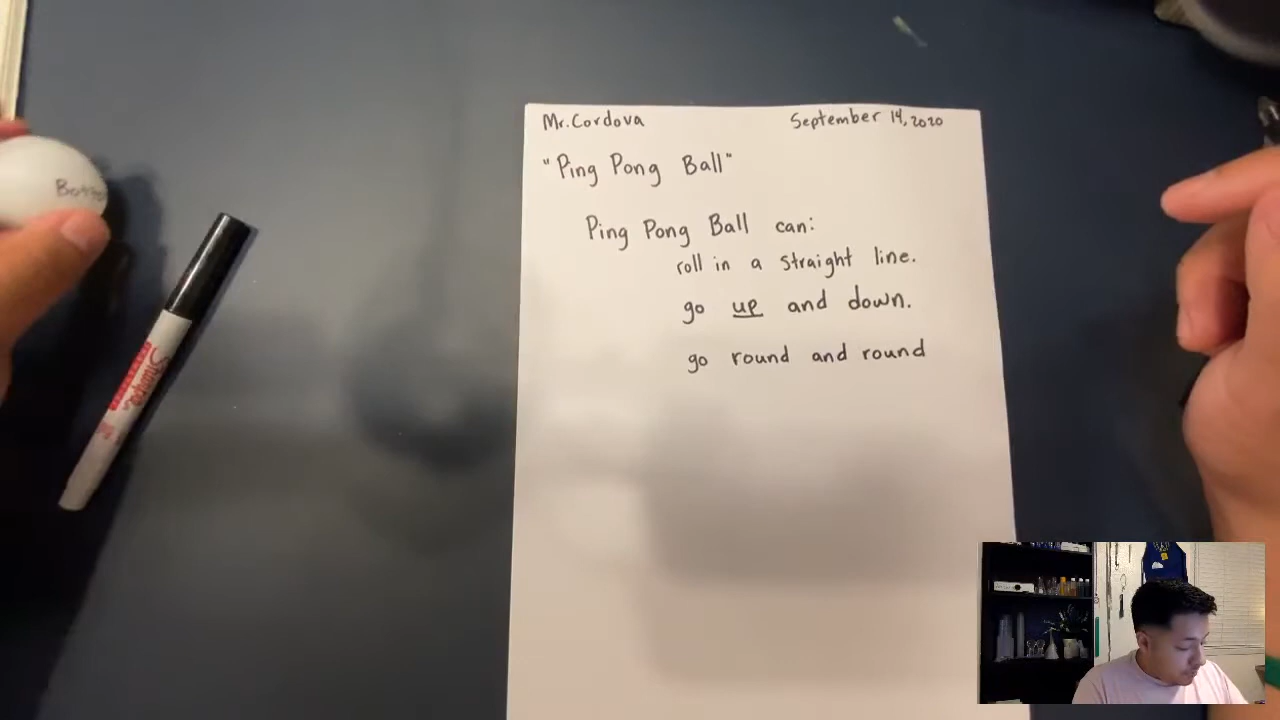 Mr. Cordova September 14, 2020
"Ping Pong Ball"
Ping Pong Ball can:
roll in a straight line.
go up and down.
go round and round
Sharpie